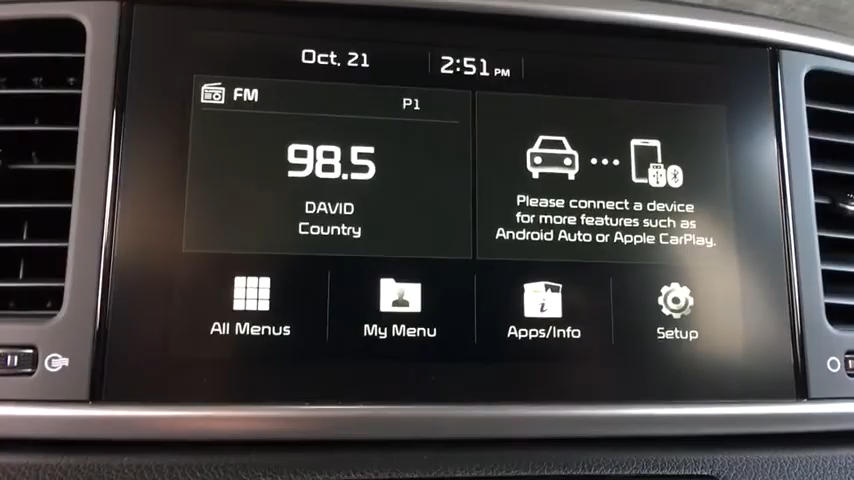 Oct. 21
2:51 PM
FM
P1
98.5
DAVID
Country
Please connect a device
for more features such as
Android Auto or Apple CarPlay.
All Menus
My Menu
Apps/Info
Setup